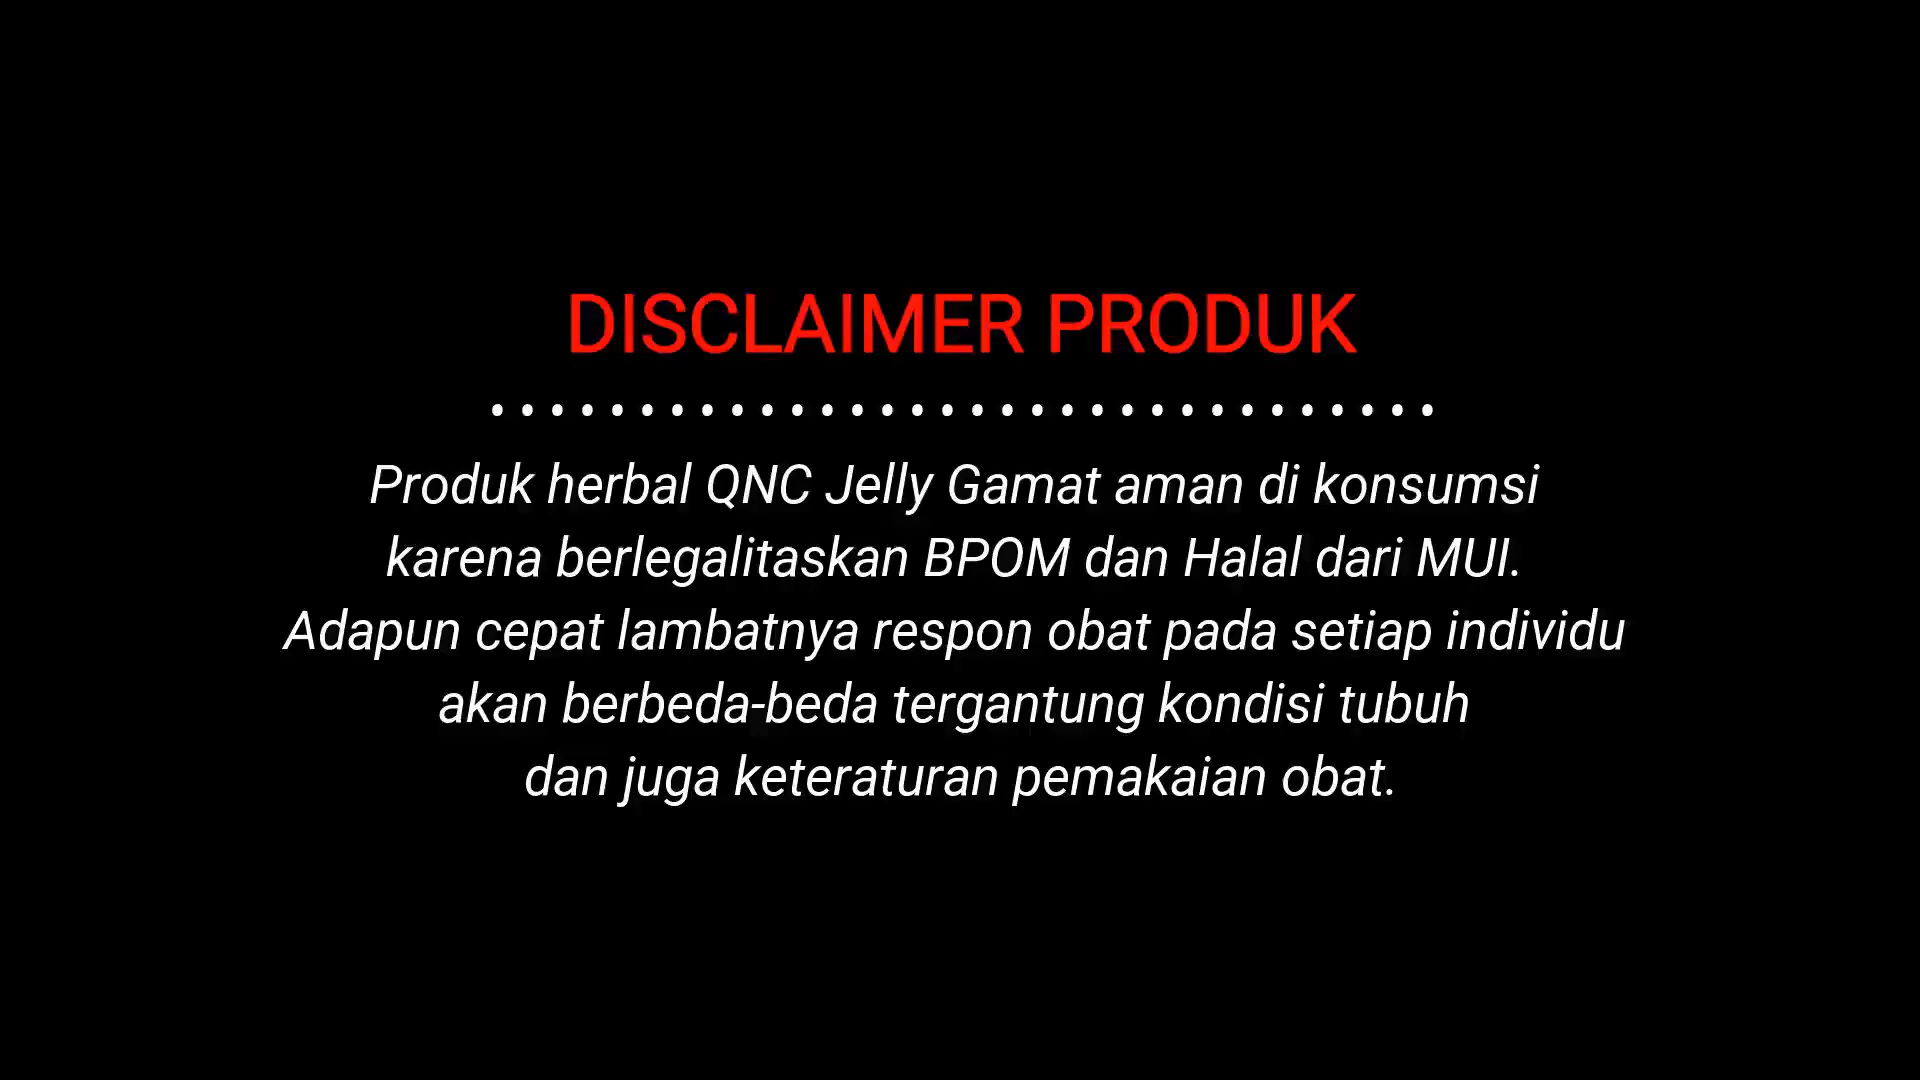 DISCLAIMER PRODUK
Produk herbal QNC Jelly Gamat aman di konsumsi
karena berlegalitaskan BPOM dan Halal dari MUI.
Adapun cepat lambatnya respon obat pada setiap individu
akan berbeda-beda tergantung kondisi tubuh
dan juga keteraturan pemakaian obat.